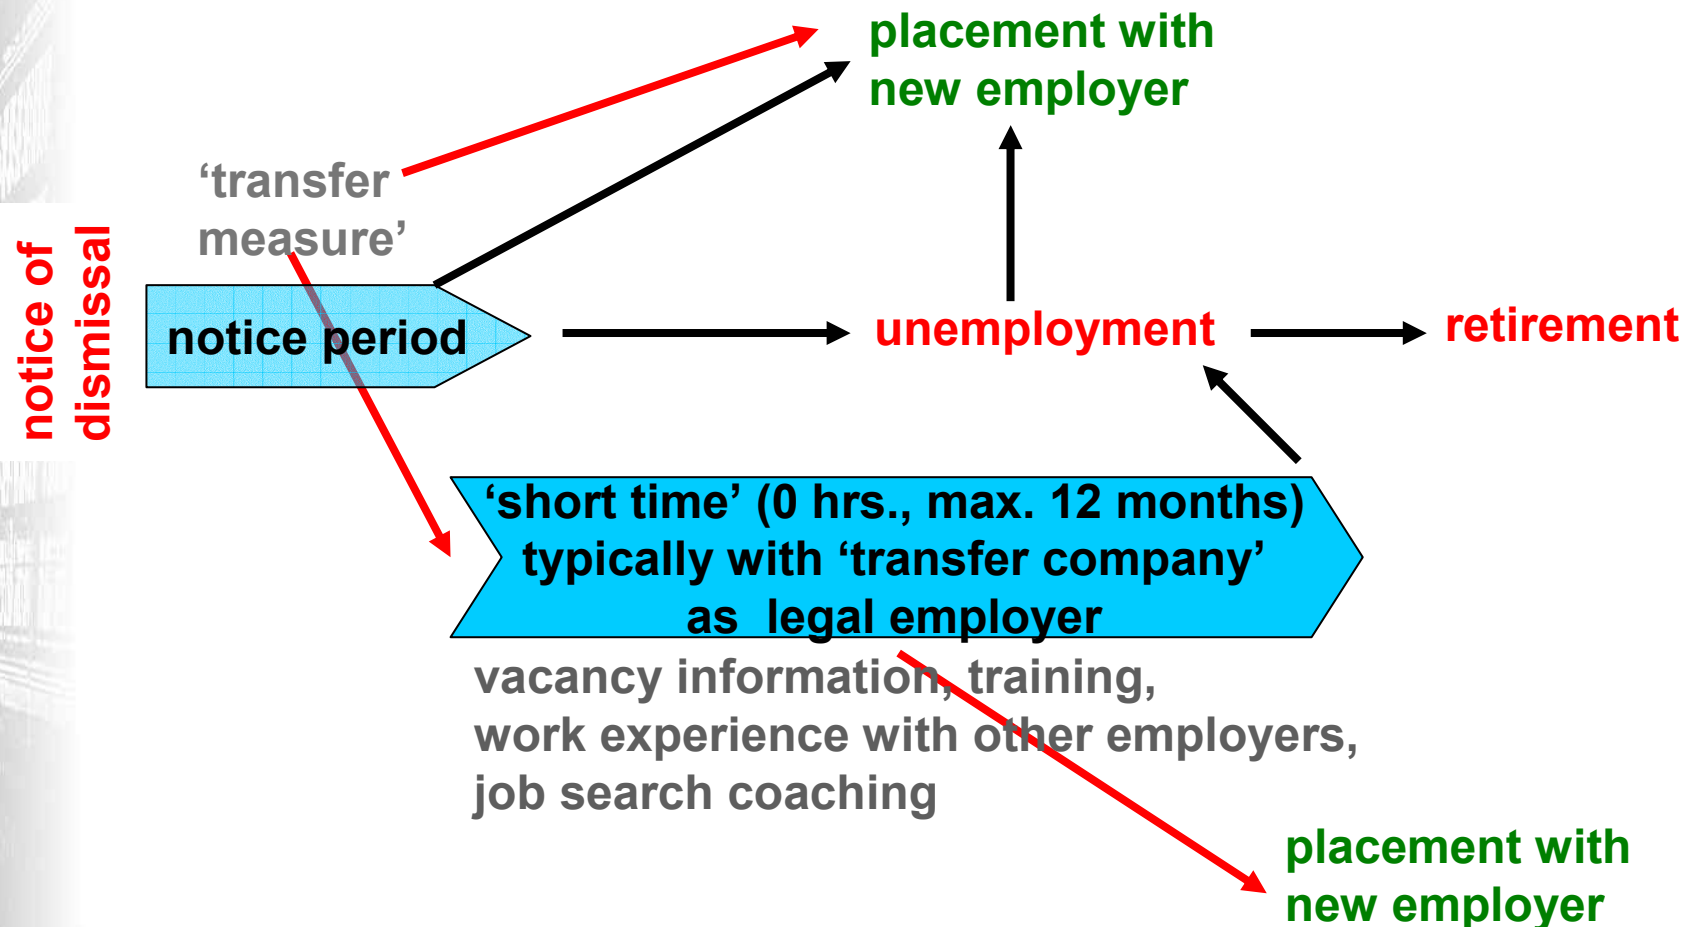 placement with
new employer
‘transfer
measure’
notice of
dismissal
notice period
unemployment
retirement
‘short time’ (0 hrs., max. 12 months)
typically with ‘transfer company’
as legal employer
vacancy information, training,
work experience with other employers,
job search coaching
placement with
new employer